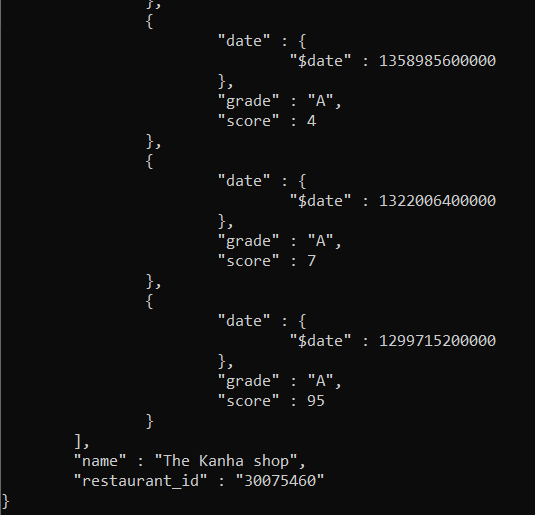 },
{
"date" : {
"$date" : 1358985600000
},
"grade" : "A",
"score" : 4
},
{
"date" : {
"$date" : 1322006400000
},
"grade" : "A",
"score" : 7
},
{
"date" : {
"$date" : 1299715200000
},
"grade" : "A",
"score" : 95
}
],
"name" : "The Kanha shop",
"restaurant_id" : "30075460"
}